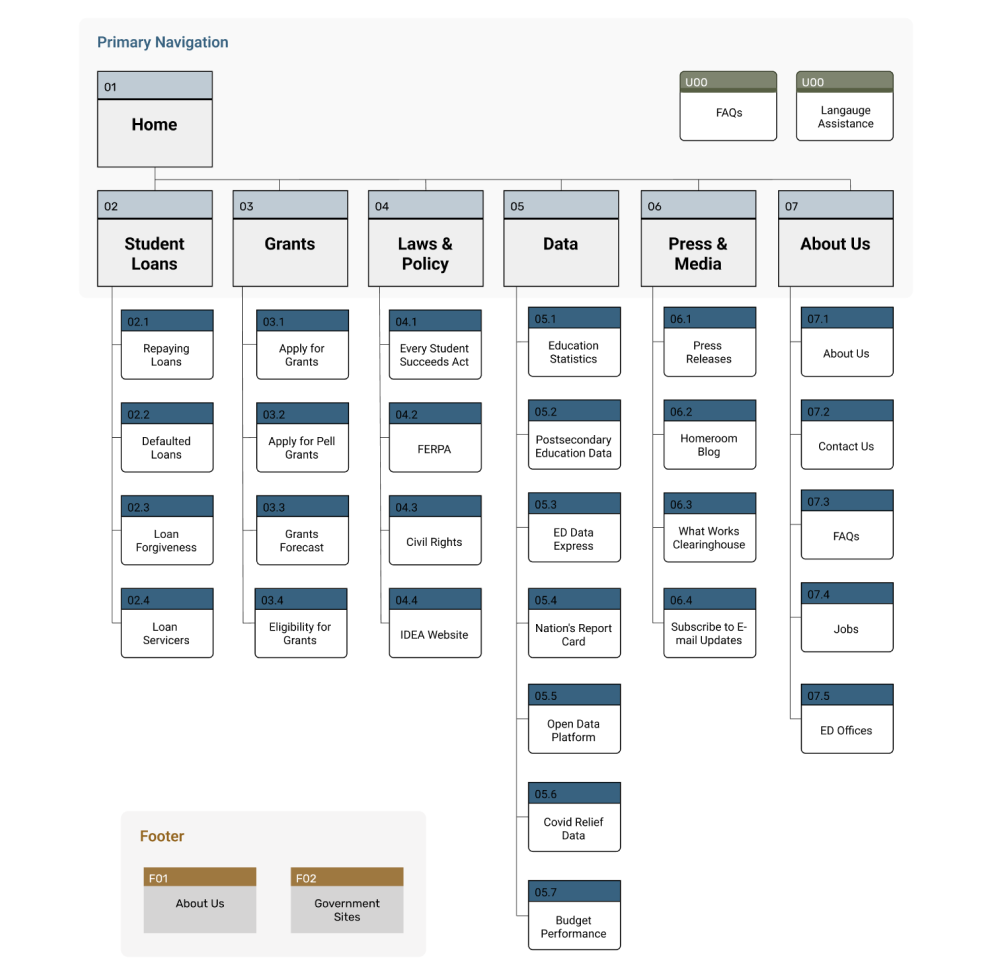 Primary Navigation
01
Home
U00
FAQs
U00
Langauge
Assistance
02
Student
Loans
03
Grants
04
Laws &
Policy
05
Data
06
Press &
Media
07
About Us
02.1
Repaying
Loans
02.2
Defaulted
Loans
02.3
Loan
Forgiveness
02.4
Loan
Servicers
03.1
Apply for
Grants
03.2
Apply for Pell
Grants
03.3
Grants
Forecast
03.4
Eligibility for
Grants
04.1
Every Student
Succeeds Act
04.2
FERPA
04.3
Civil Rights
04.4
IDEA Website
05.1
Education
Statistics
05.2
Postsecondary
Education Data
05.3
ED Data
Express
05.4
Nation's Report
Card
05.5
Open Data
Platform
05.6
Covid Relief
Data
05.7
Budget
Performance
06.1
Press
Releases
06.2
Homeroom
Blog
06.3
What Works
Clearinghouse
06.4
Subscribe to E-
mail Updates
07.1
About Us
07.2
Contact Us
07.3
FAQs
07.4
Jobs
07.5
ED Offices
Footer
F01
About Us
F02
Government
Sites